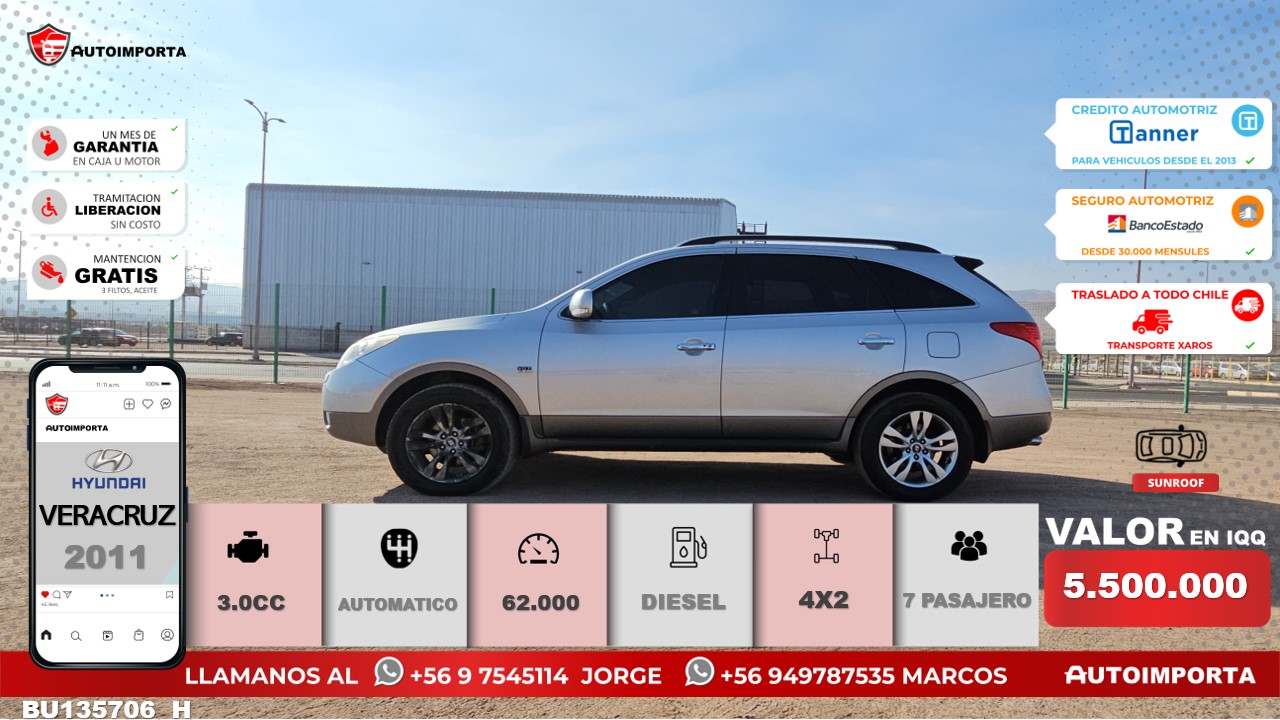 AUTOIMPORTA
UN MES DE
GARANTIA
EN CAJA U MOTOR
TRAMITACION
LIBERACION
SIN COSTO
MANTENCION
GRATIS
3 FILTOS, ACEITE
CREDITO AUTOMOTRIZ
Tanner
PARA VEHICULOS DESDE EL 2013
SEGURO AUTOMOTRIZ
BancoEstado
DESDE 30.000 MENSULES
TRASLADO A TODO CHILE
TRANSPORTE XAROS
11:11 a.m.
100%
AUTOIMPORTA
HYUNDAI
VERACRUZ
2011
SUNROOF
3.0CC
AUTOMATICO
62.000
DIESEL
4X2
7 PASAJERO
VALOR EN IQQ
5.500.000
LLAMANOS AL +56 9 7545114 JORGE +56 949787535 MARCOS
AUTOIMPORTA
BU135706_H